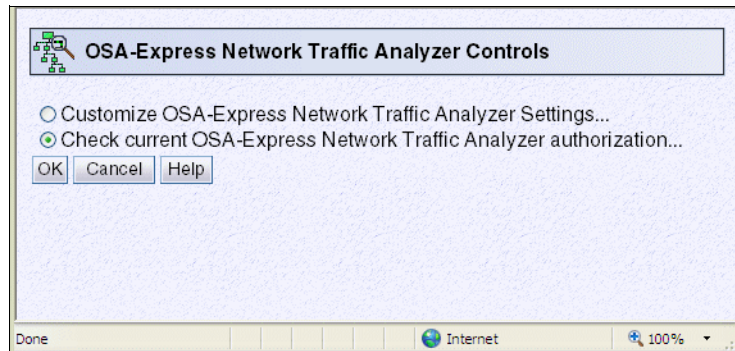 OSA-Express Network Traffic Analyzer Controls
Customize OSA-Express Network Traffic Analyzer Settings...
Check current OSA-Express Network Traffic Analyzer authorization...
OK Cancel Help
Done Internet 100%